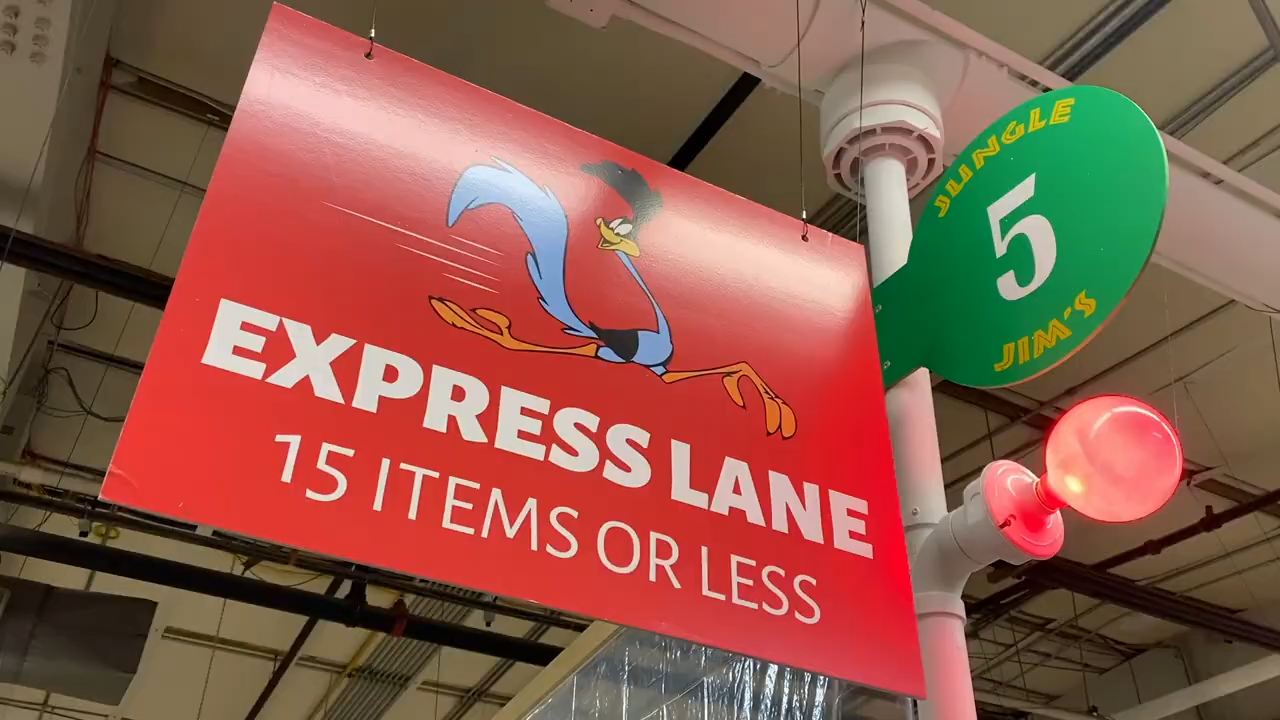 EXPRESS LANE
15 ITEMS OR LESS
JUNGLE
5
JIM'S